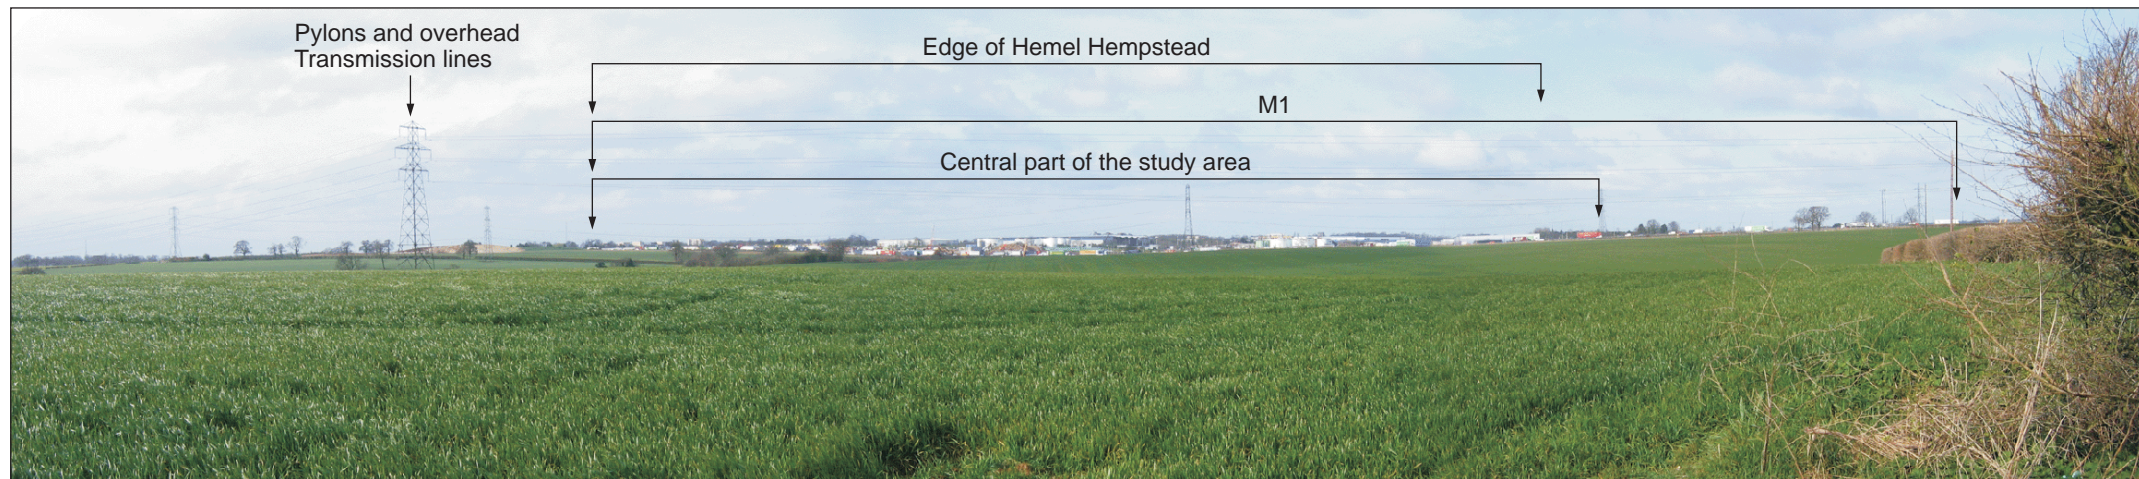 Pylons and overhead
Transmission lines
Edge of Hemel Hempstead
M1
Central part of the study area